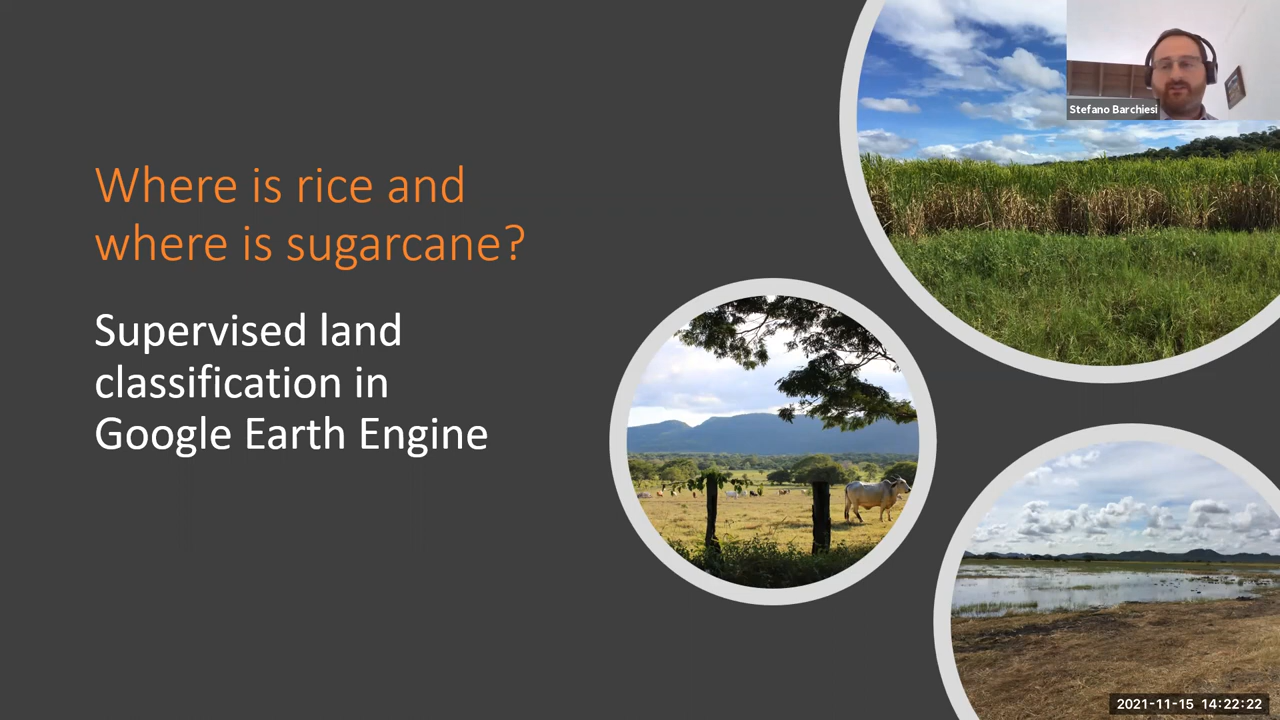 Where is rice and
where is sugarcane?
Supervised land
classification in
Google Earth Engine
Stefano Barchiesi
2021-11-15 14:22:22